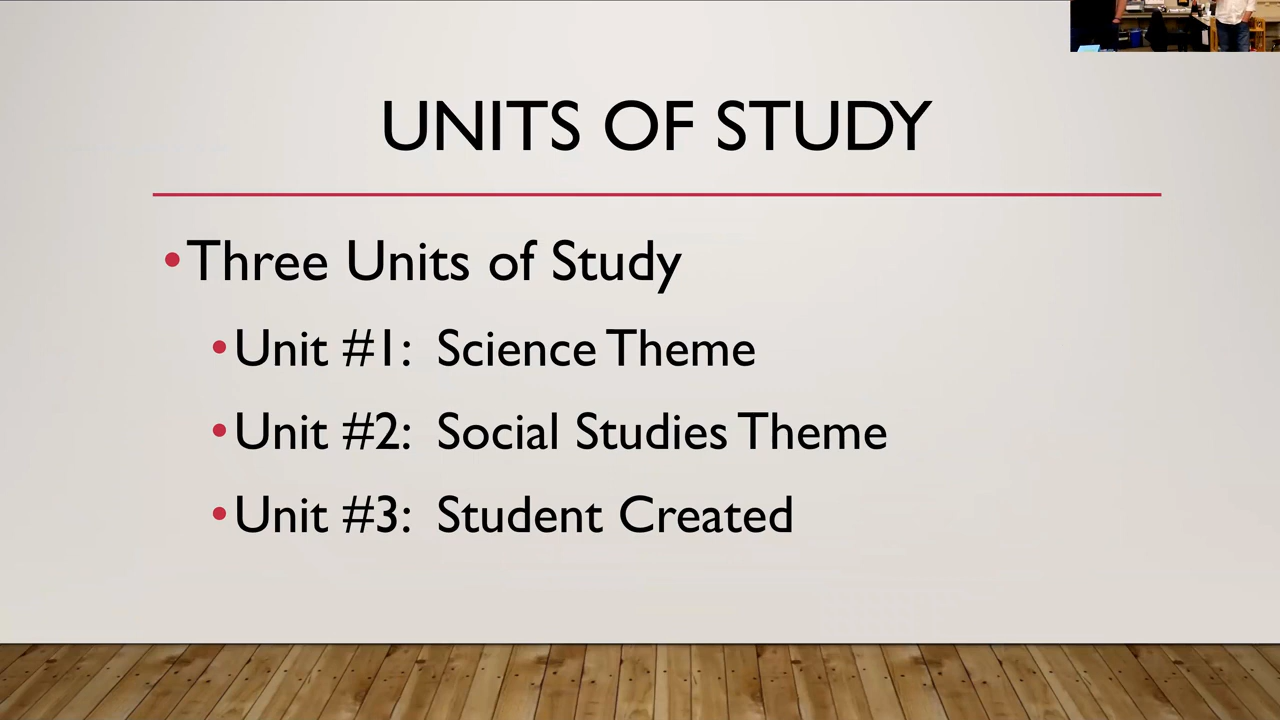 UNITS OF STUDY
•Three Units of Study
•Unit #1: Science Theme
•Unit #2: Social Studies Theme
•Unit #3: Student Created